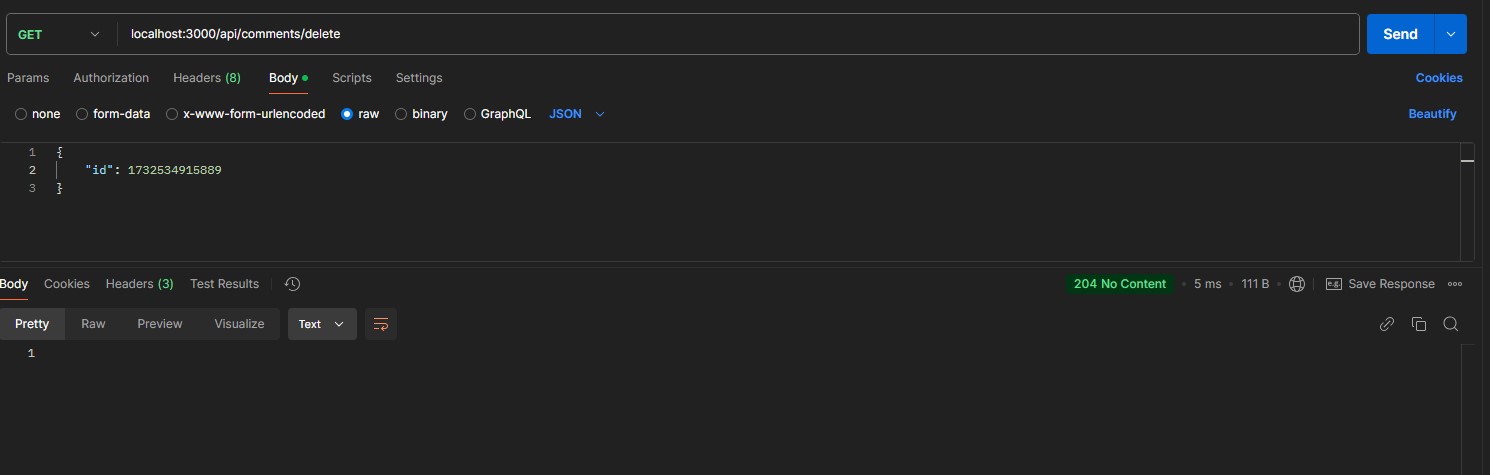 GET localhost:3000/api/comments/delete Send
Params Authorization Headers (8) Body Scripts Settings Cookies
none form-data x-www-form-urlencoded raw binary GraphQL JSON Beautify
1 {
2 "id": 1732534915889
3 }
Body Cookies Headers (3) Test Results 204 No Content 5 ms 111 B e.g. Save Response
Pretty Raw Preview Visualize Text
1